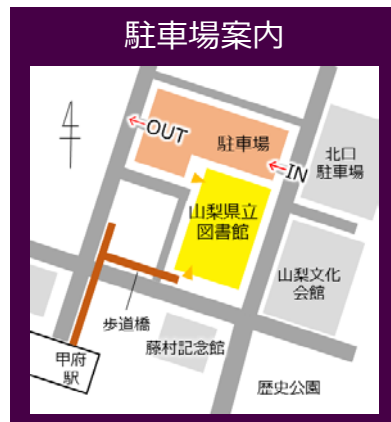 駐車場案内
←OUT
駐車場
←IN
北口
駐車場
山梨県立
図書館
山梨文化
会館
歩道橋
藤村記念館
甲府
駅
歴史公園